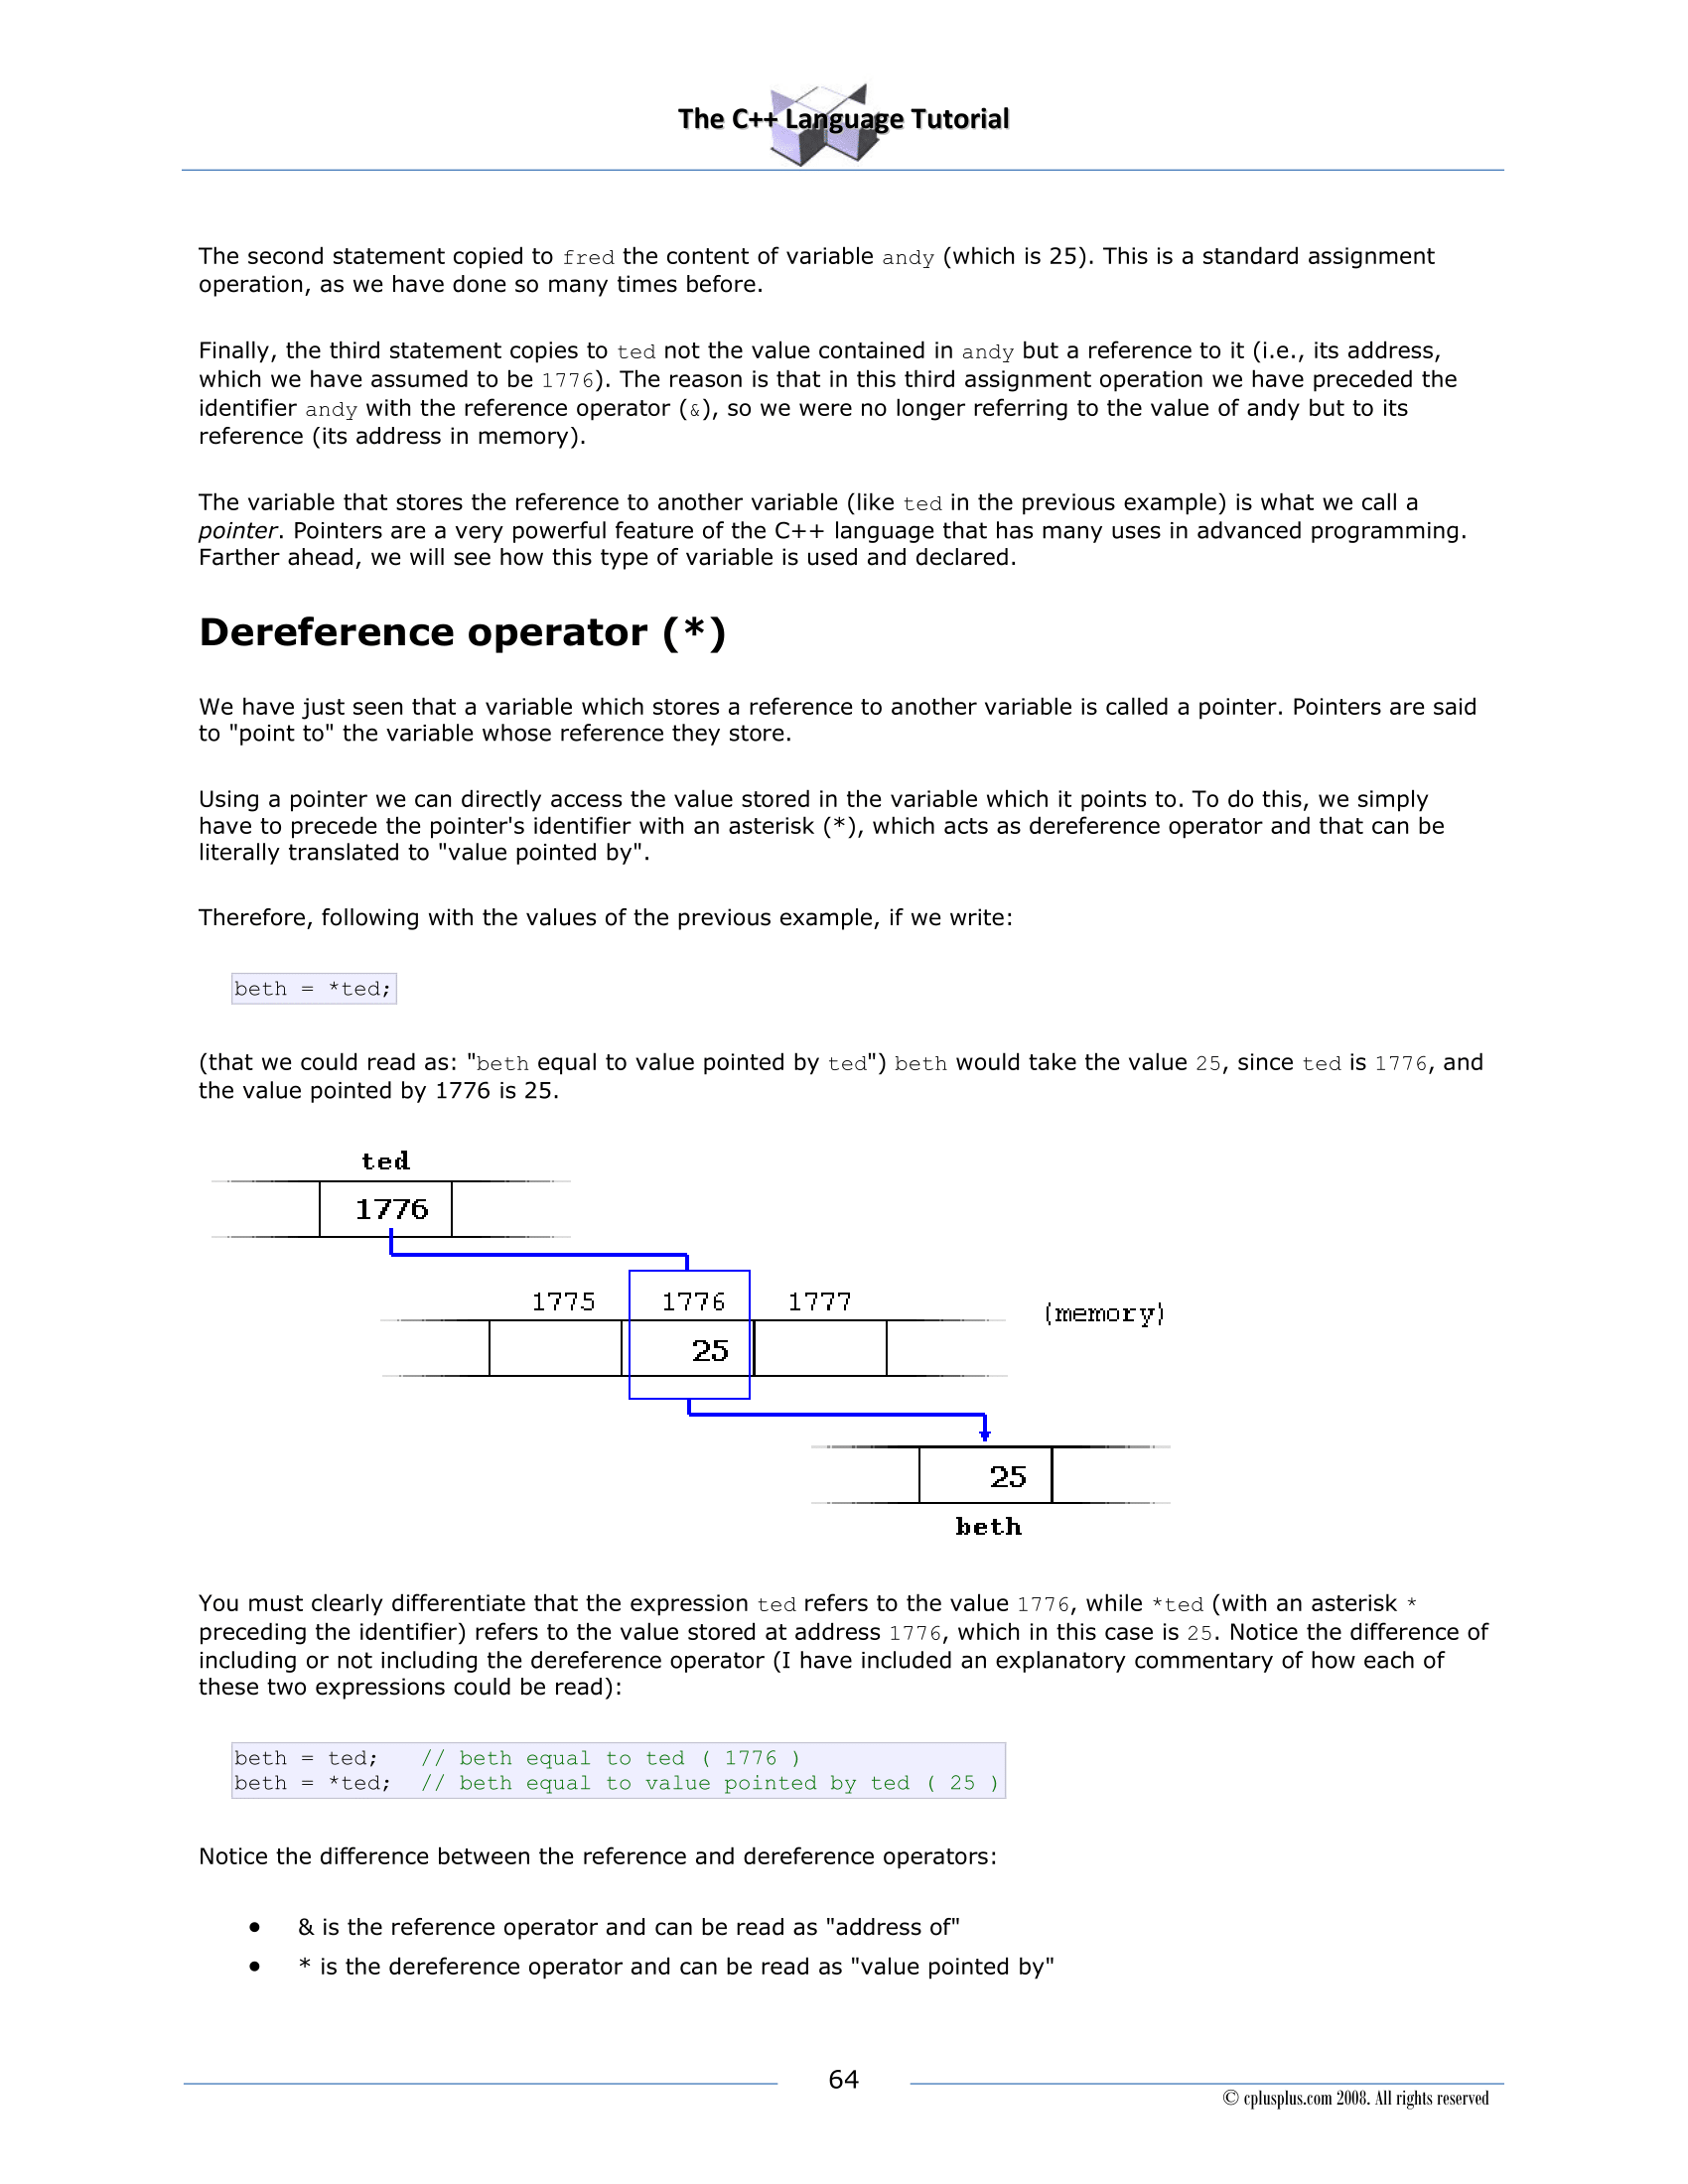 The C++ Language Tutorial
The second statement copied to fred the content of variable andy (which is 25). This is a standard assignment
operation, as we have done so many times before.
Finally, the third statement copies to ted not the value contained in andy but a reference to it (i.e., its address,
which we have assumed to be 1776). The reason is that in this third assignment operation we have preceded the
identifier andy with the reference operator (&), so we were no longer referring to the value of andy but to its
reference (its address in memory).
The variable that stores the reference to another variable (like ted in the previous example) is what we call a
pointer. Pointers are a very powerful feature of the C++ language that has many uses in advanced programming.
Farther ahead, we will see how this type of variable is used and declared.
Dereference operator (*)
We have just seen that a variable which stores a reference to another variable is called a pointer. Pointers are said
to "point to" the variable whose reference they store.
Using a pointer we can directly access the value stored in the variable which it points to. To do this, we simply
have to precede the pointer's identifier with an asterisk (*), which acts as dereference operator and that can be
literally translated to "value pointed by".
Therefore, following with the values of the previous example, if we write:
beth = *ted;
(that we could read as: "beth equal to value pointed by ted") beth would take the value 25, since ted is 1776, and
the value pointed by 1776 is 25.
ted
1776
1775 1776 1777
(memory)
25
25
beth
You must clearly differentiate that the expression ted refers to the value 1776, while *ted (with an asterisk *
preceding the identifier) refers to the value stored at address 1776, which in this case is 25. Notice the difference of
including or not including the dereference operator (I have included an explanatory commentary of how each of
these two expressions could be read):
beth = ted;   // beth equal to ted ( 1776 )
beth = *ted;  // beth equal to value pointed by ted ( 25 )
Notice the difference between the reference and dereference operators:
• & is the reference operator and can be read as "address of"
• * is the dereference operator and can be read as "value pointed by"
64
© cplusplus.com 2008. All rights reserved